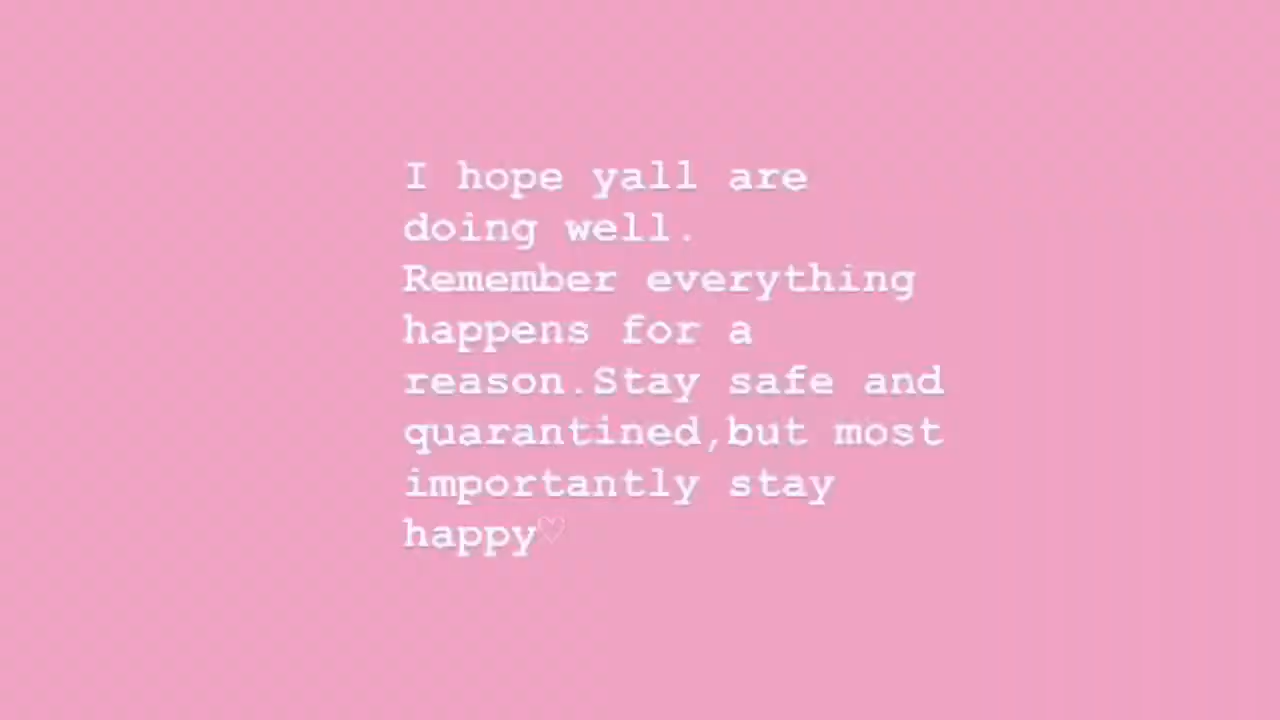 I hope yall are
doing well.
Remember everything
happens for a
reason.Stay safe and
quarantined,but most
importantly stay
happy♡